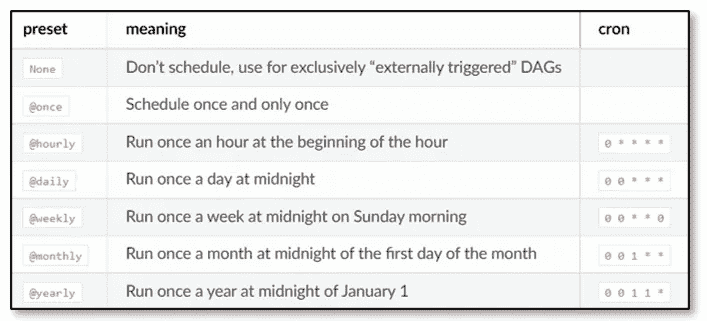 preset meaning cron
None Don't schedule, use for exclusively “externally triggered” DAGs
@once Schedule once and only once
@hourly Run once an hour at the beginning of the hour 0 * * * *
@daily Run once a day at midnight 0 0 * * *
@weekly Run once a week at midnight on Sunday morning 0 0 * * 0
@monthly Run once a month at midnight of the first day of the month 0 0 1 * *
@yearly Run once a year at midnight of January 1 0 0 1 1 *